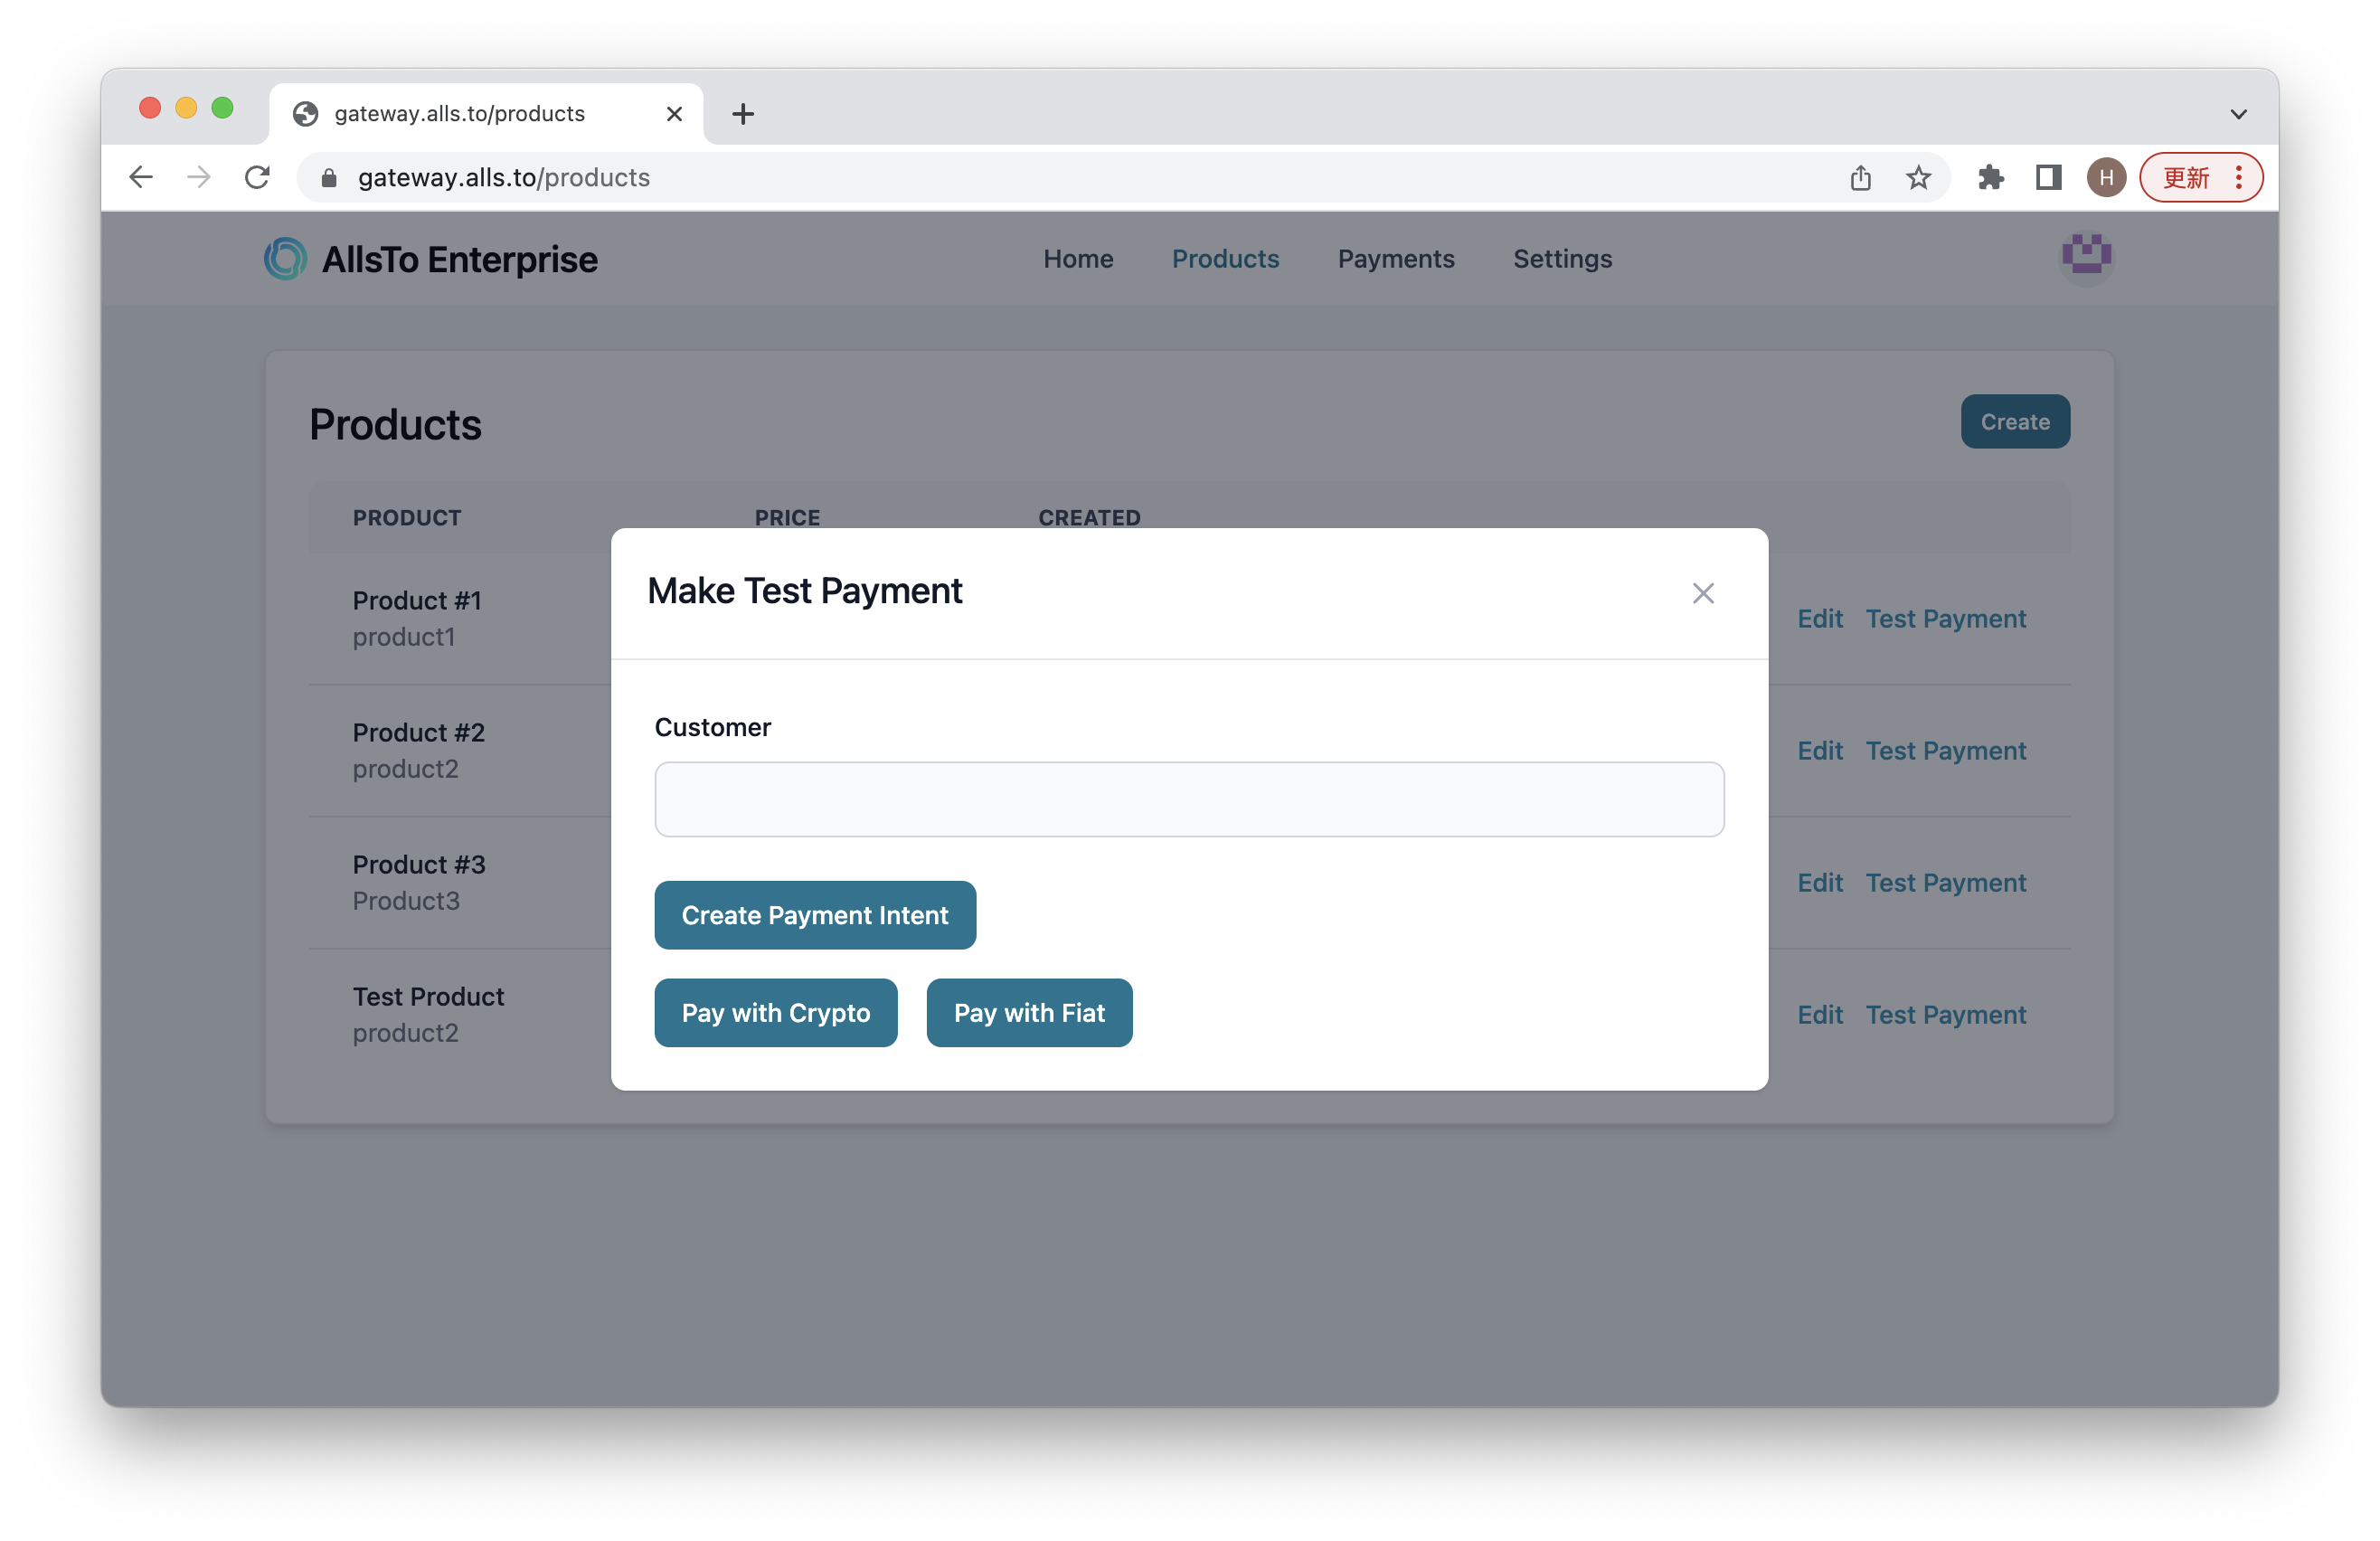 gateway.alls.to/products
gateway.alls.to/products
H
更新
AllsTo Enterprise
Home Products Payments Settings
Products
Create
PRODUCT PRICE CREATED
Make Test Payment
Product #1
product1
Edit Test Payment
Customer
Product #2
product2
Edit Test Payment
Product #3
Product3
Edit Test Payment
Create Payment Intent
Test Product
product2
Edit Test Payment
Pay with Crypto Pay with Fiat